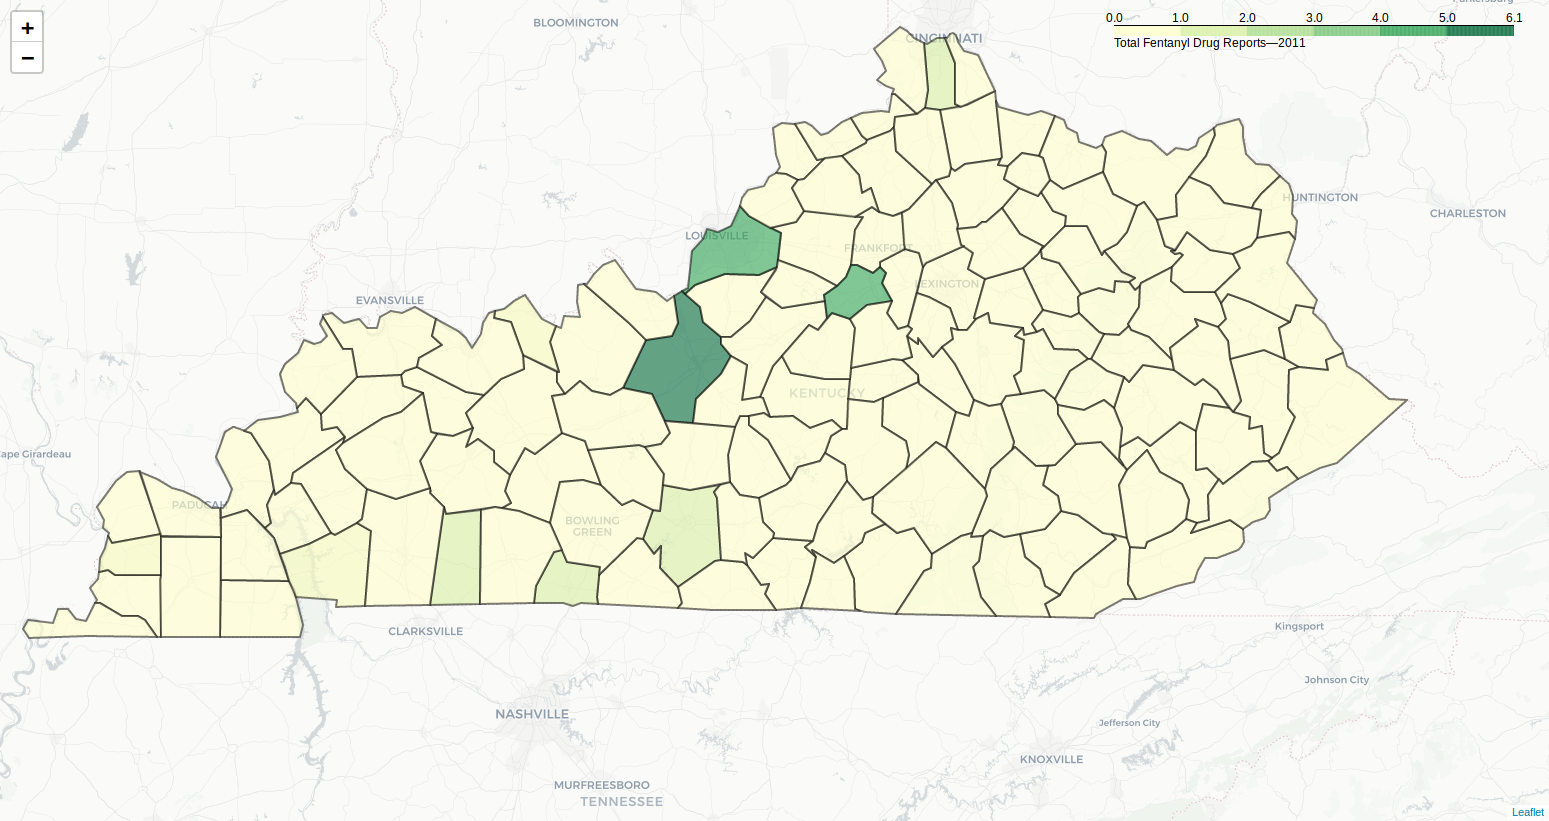 +
−
0.0 1.0 2.0 3.0 4.0 5.0 6.1
Total Fentanyl Drug Reports—2011
BLOOMINGTON
CINCINNATI
HUNTINGTON
CHARLESTON
LOUISVILLE
FRANKFORT
LEXINGTON
EVANSVILLE
KENTUCKY
Cape Girardeau
PADUCAH
BOWLING
GREEN
CLARKSVILLE
Kingsport
Johnson City
NASHVILLE
Jefferson City
KNOXVILLE
MURFREESBORO
TENNESSEE
Leaflet